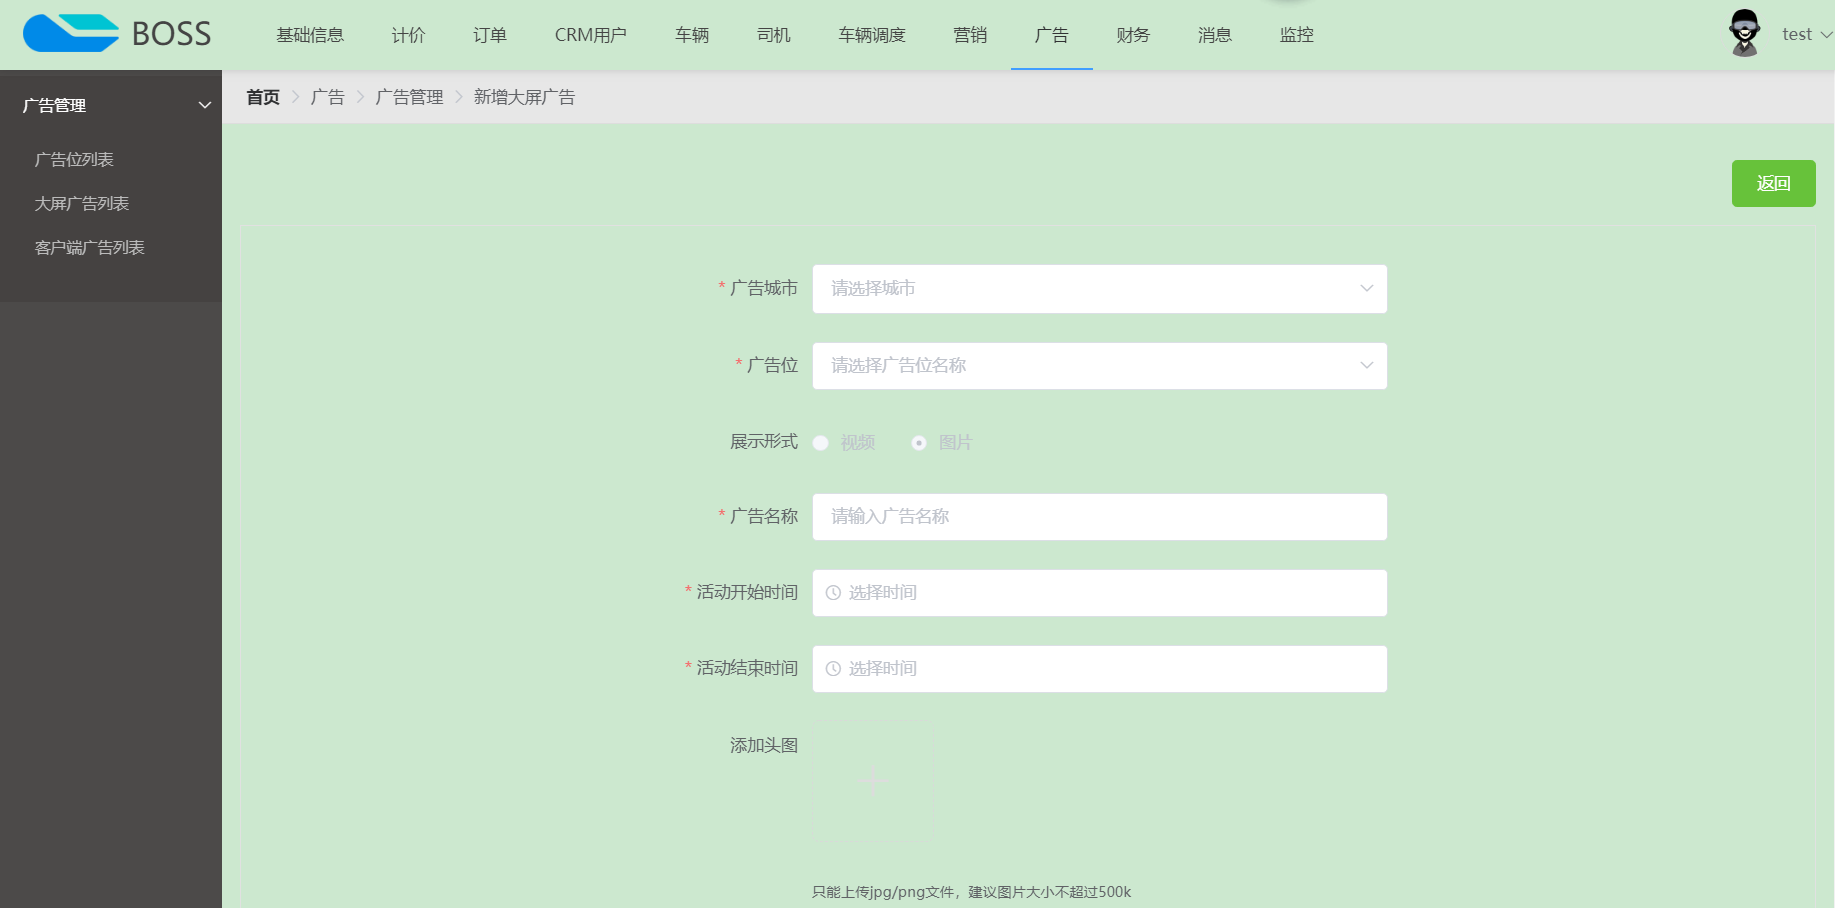 BOSS 基础信息 计价 订单 CRM用户 车辆 司机 车辆调度 营销 广告 财务 消息 监控 test
广告管理
广告位列表
大屏广告列表
客户端广告列表
首页 > 广告 > 广告管理 > 新增大屏广告
返回
* 广告城市 请选择城市
* 广告位 请选择广告位名称
展示形式 视频 图片
* 广告名称 请输入广告名称
* 活动开始时间 选择时间
* 活动结束时间 选择时间
添加头图
只能上传jpg/png文件，建议图片大小不超过500k